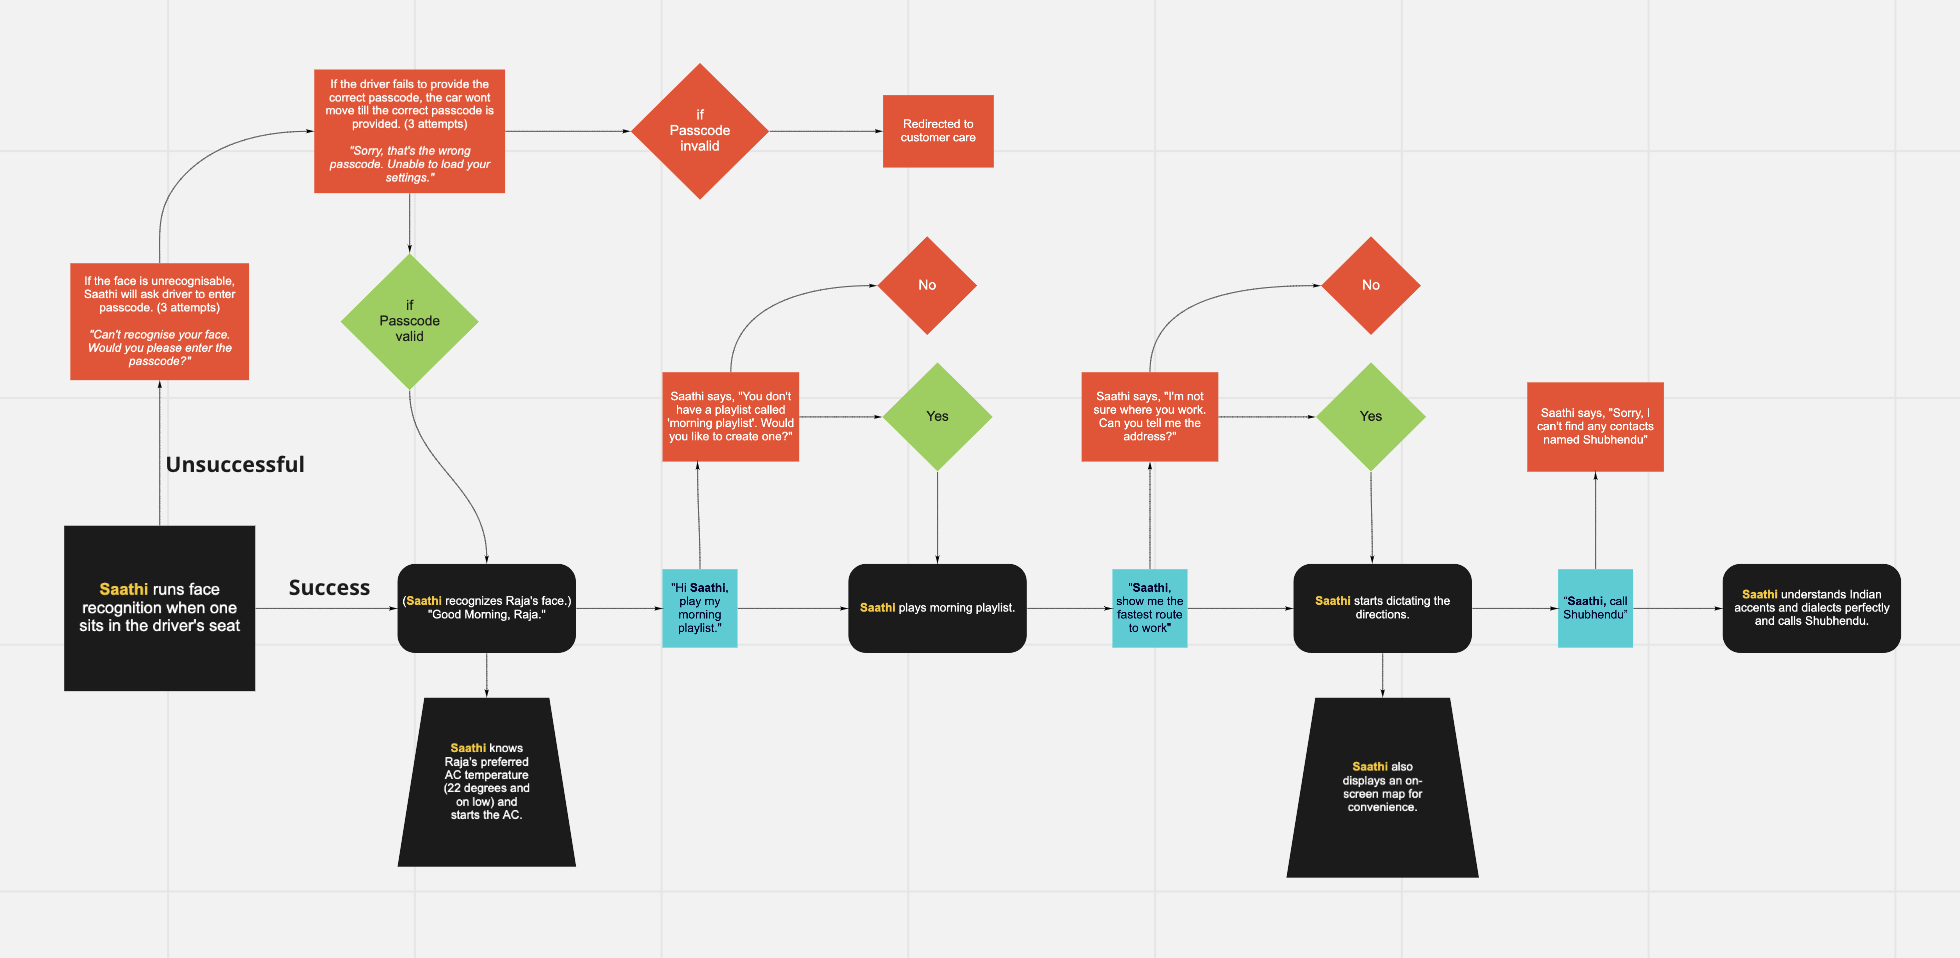 If the driver fails to provide the
correct passcode, the car wont
move till the correct passcode is
provided. (3 attempts)
"Sorry, that's the wrong
passcode. Unable to load your
settings."
if
Passcode
invalid
Redirected to
customer care
If the face is unrecognisable,
Saathi will ask driver to enter
passcode. (3 attempts)
"Can't recognise your face.
Would you please enter the
passcode?"
if
Passcode
valid
No
No
Saathi says, "You don't
have a playlist called
'morning playlist'. Would
you like to create one?"
Yes
Saathi says, "I'm not
sure where you work.
Can you tell me the
address?"
Yes
Saathi says, "Sorry, I
can't find any contacts
named Shubhendu"
Unsuccessful
Saathi runs face
recognition when one
sits in the driver's seat
Success
(Saathi recognizes Raja's face.)
"Good Morning, Raja."
"Hi Saathi,
play my
morning
playlist."
Saathi plays morning playlist.
"Saathi,
show me the
fastest route
to work"
Saathi starts dictating the
directions.
"Saathi, call
Shubhendu"
Saathi understands Indian
accents and dialects perfectly
and calls Shubhendu.
Saathi knows
Raja's preferred
AC temperature
(22 degrees and
on low) and
starts the AC.
Saathi also
displays an on-
screen map for
convenience.